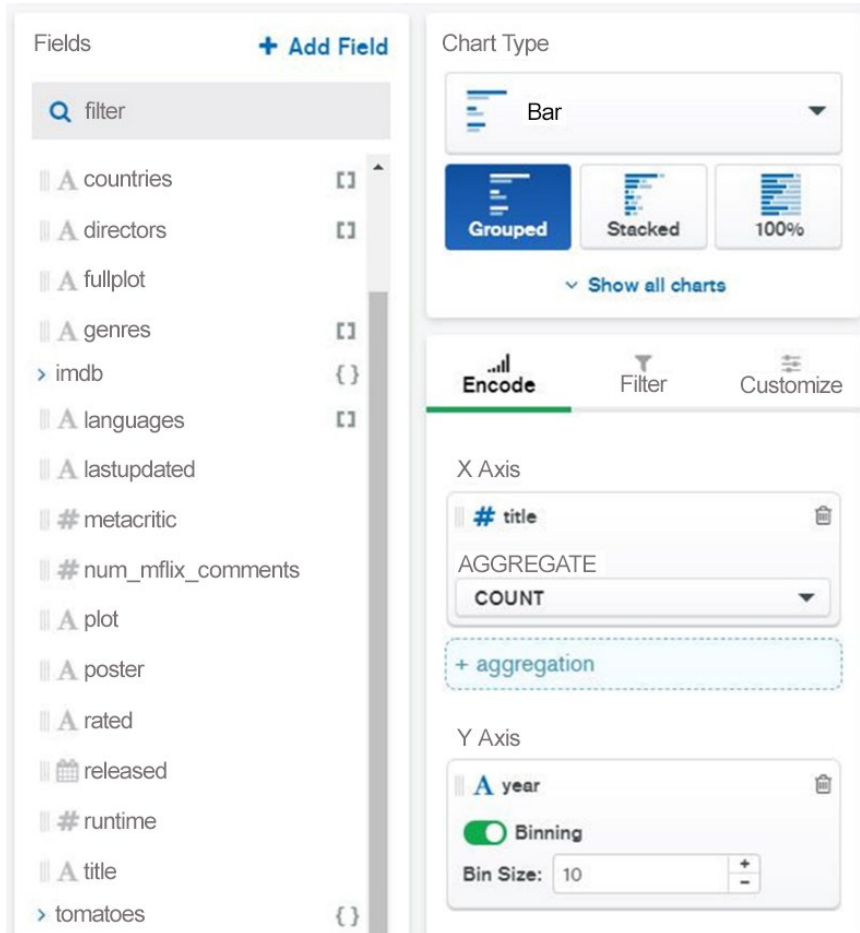 Fields
+ Add Field
filter
A countries [ ]
A directors [ ]
A fullplot
A genres [ ]
> imdb { }
A languages [ ]
A lastupdated
# metacritic
# num_mflix_comments
A plot
A poster
A rated
released
# runtime
A title
> tomatoes { }
Chart Type
Bar
Grouped
Stacked
100%
Show all charts
Encode
Filter
Customize
X Axis
# title
AGGREGATE
COUNT
+ aggregation
Y Axis
A year
Binning
Bin Size: 10 + -